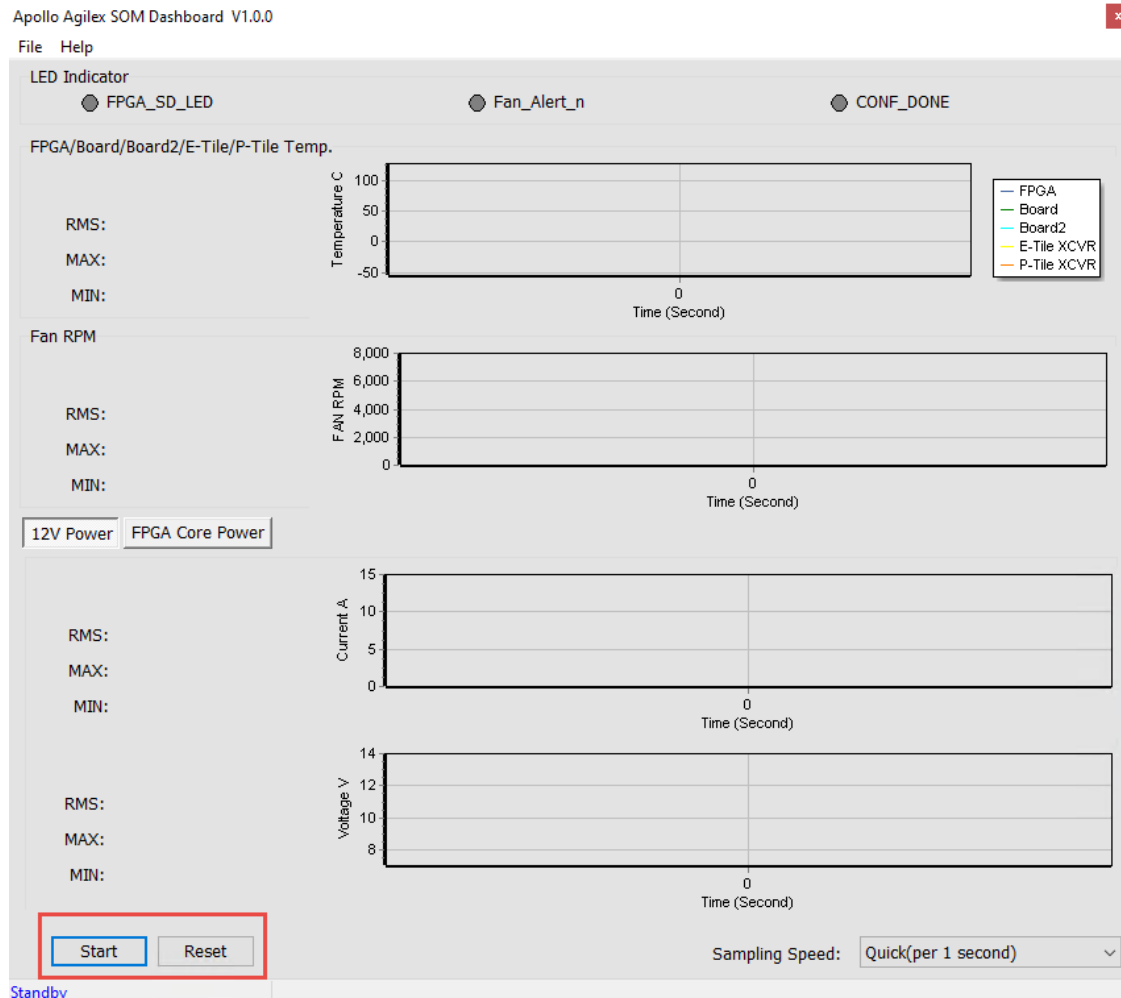 Apollo Agilex SOM Dashboard V1.0.0
x
File Help
LED Indicator
FPGA_SD_LED Fan_Alert_n CONF_DONE
FPGA/Board/Board2/E-Tile/P-Tile Temp.
RMS:
MAX:
MIN:
Temperature C
100
50
0
-50
0
Time (Second)
FPGA
Board
Board2
E-Tile XCVR
P-Tile XCVR
Fan RPM
RMS:
MAX:
MIN:
FAN RPM
8,000
6,000
4,000
2,000
0
0
Time (Second)
12V Power FPGA Core Power
RMS:
MAX:
MIN:
Current A
15
10
5
0
0
Time (Second)
RMS:
MAX:
MIN:
Voltage V
14
12
10
8
0
Time (Second)
Start Reset
Sampling Speed: Quick(per 1 second)
Standby